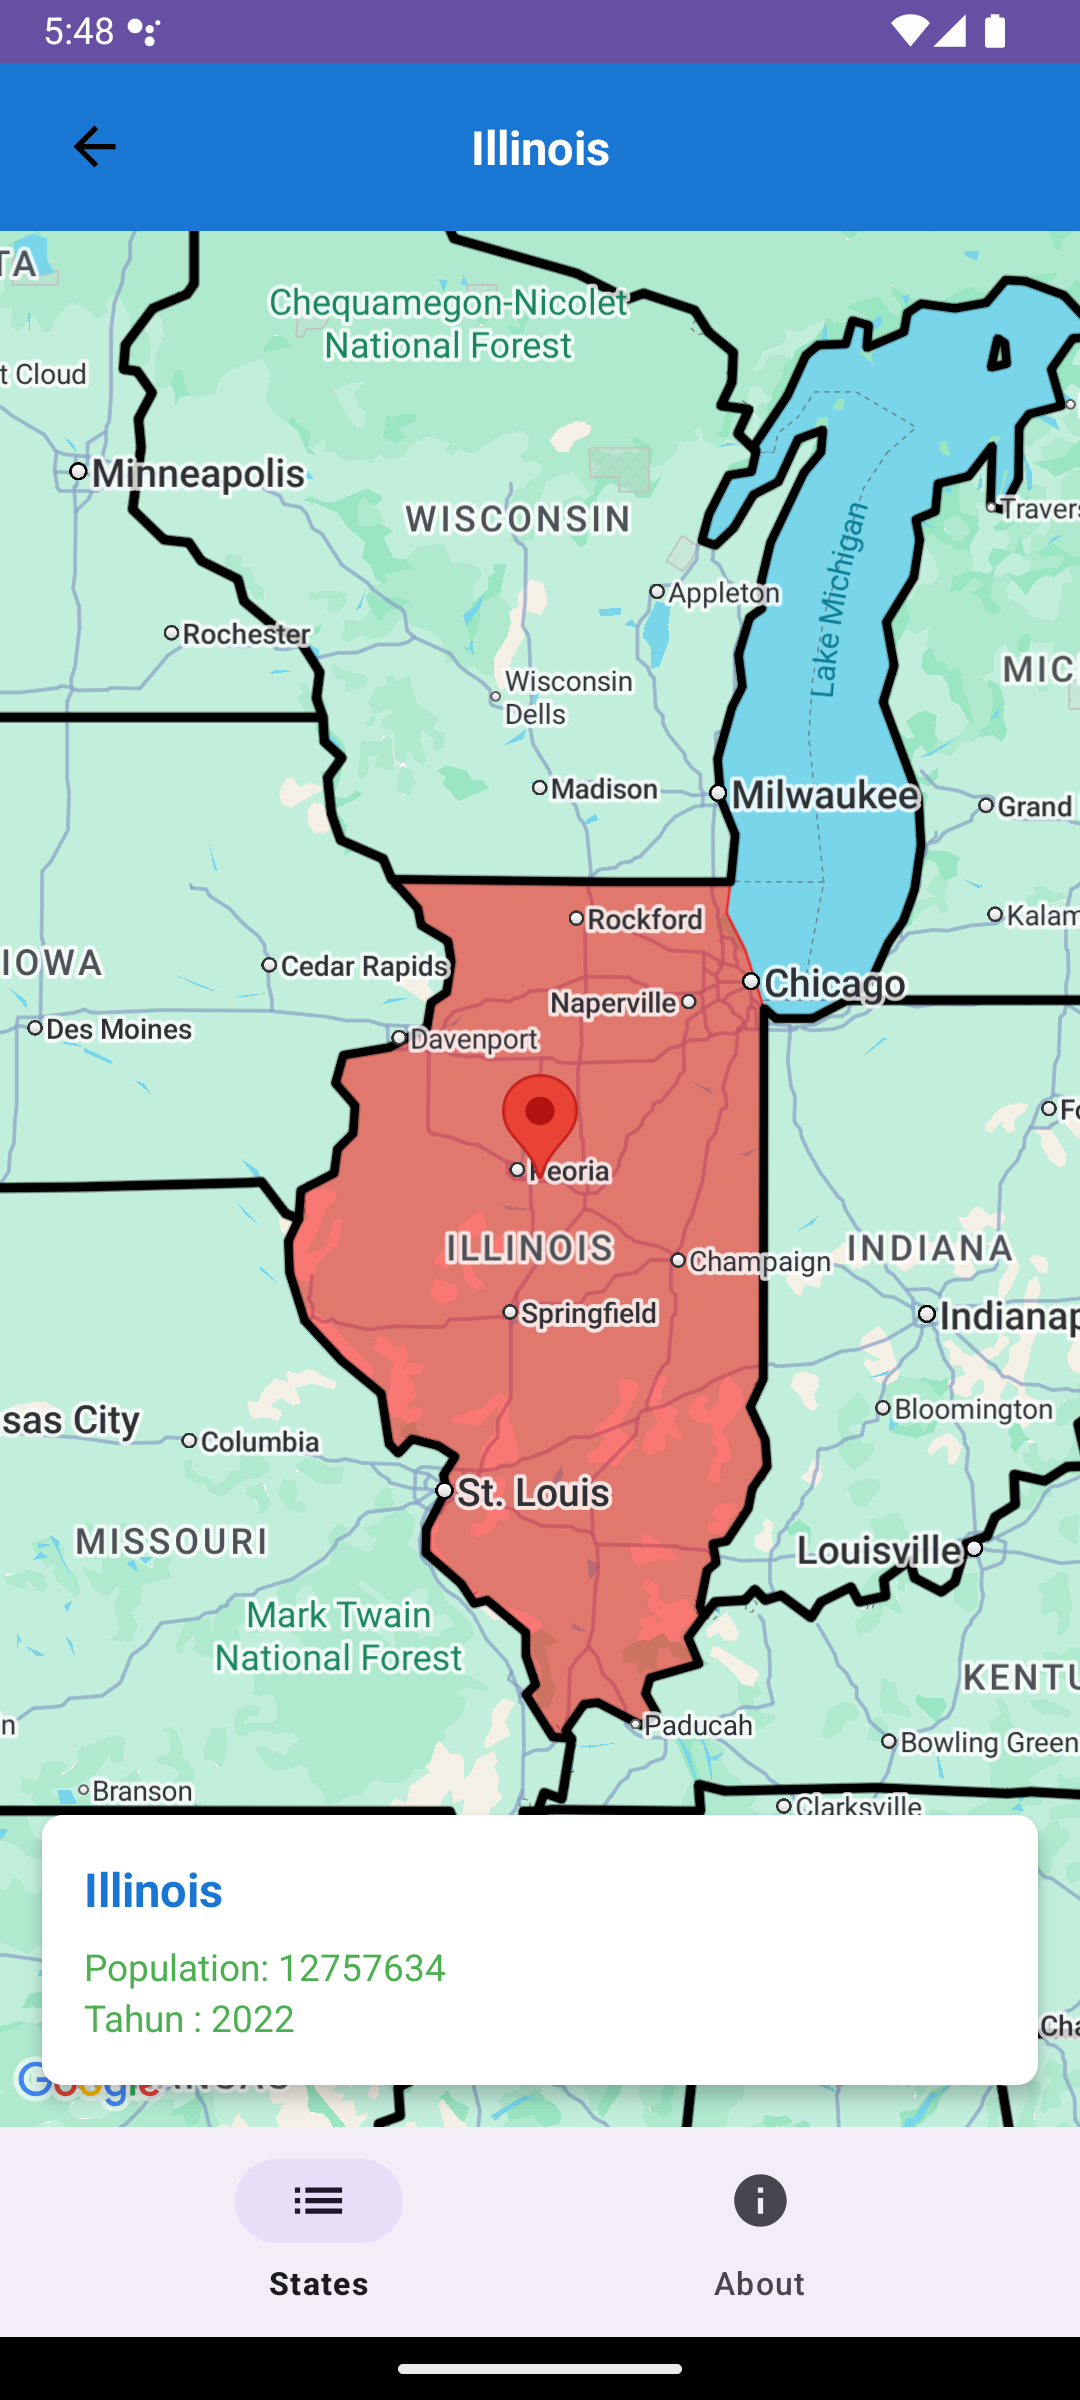 5:48
Illinois
TA
Chequamegon-Nicolet
National Forest
t Cloud
Minneapolis
WISCONSIN
Travers
Lake Michigan
Appleton
Rochester
MIC
Wisconsin
Dells
Madison
Milwaukee
Grand
Rockford
Kalam
IOWA
Cedar Rapids
Chicago
Naperville
Des Moines
Davenport
Fo
Peoria
ILLINOIS
INDIANA
Champaign
Springfield
Indianap
Bloomington
sas City
Columbia
St. Louis
MISSOURI
Louisville
Mark Twain
National Forest
KENTU
n
Paducah
Bowling Green
Branson
Clarksville
Illinois
Population: 12757634
Tahun : 2022
Cha
Google
States
About